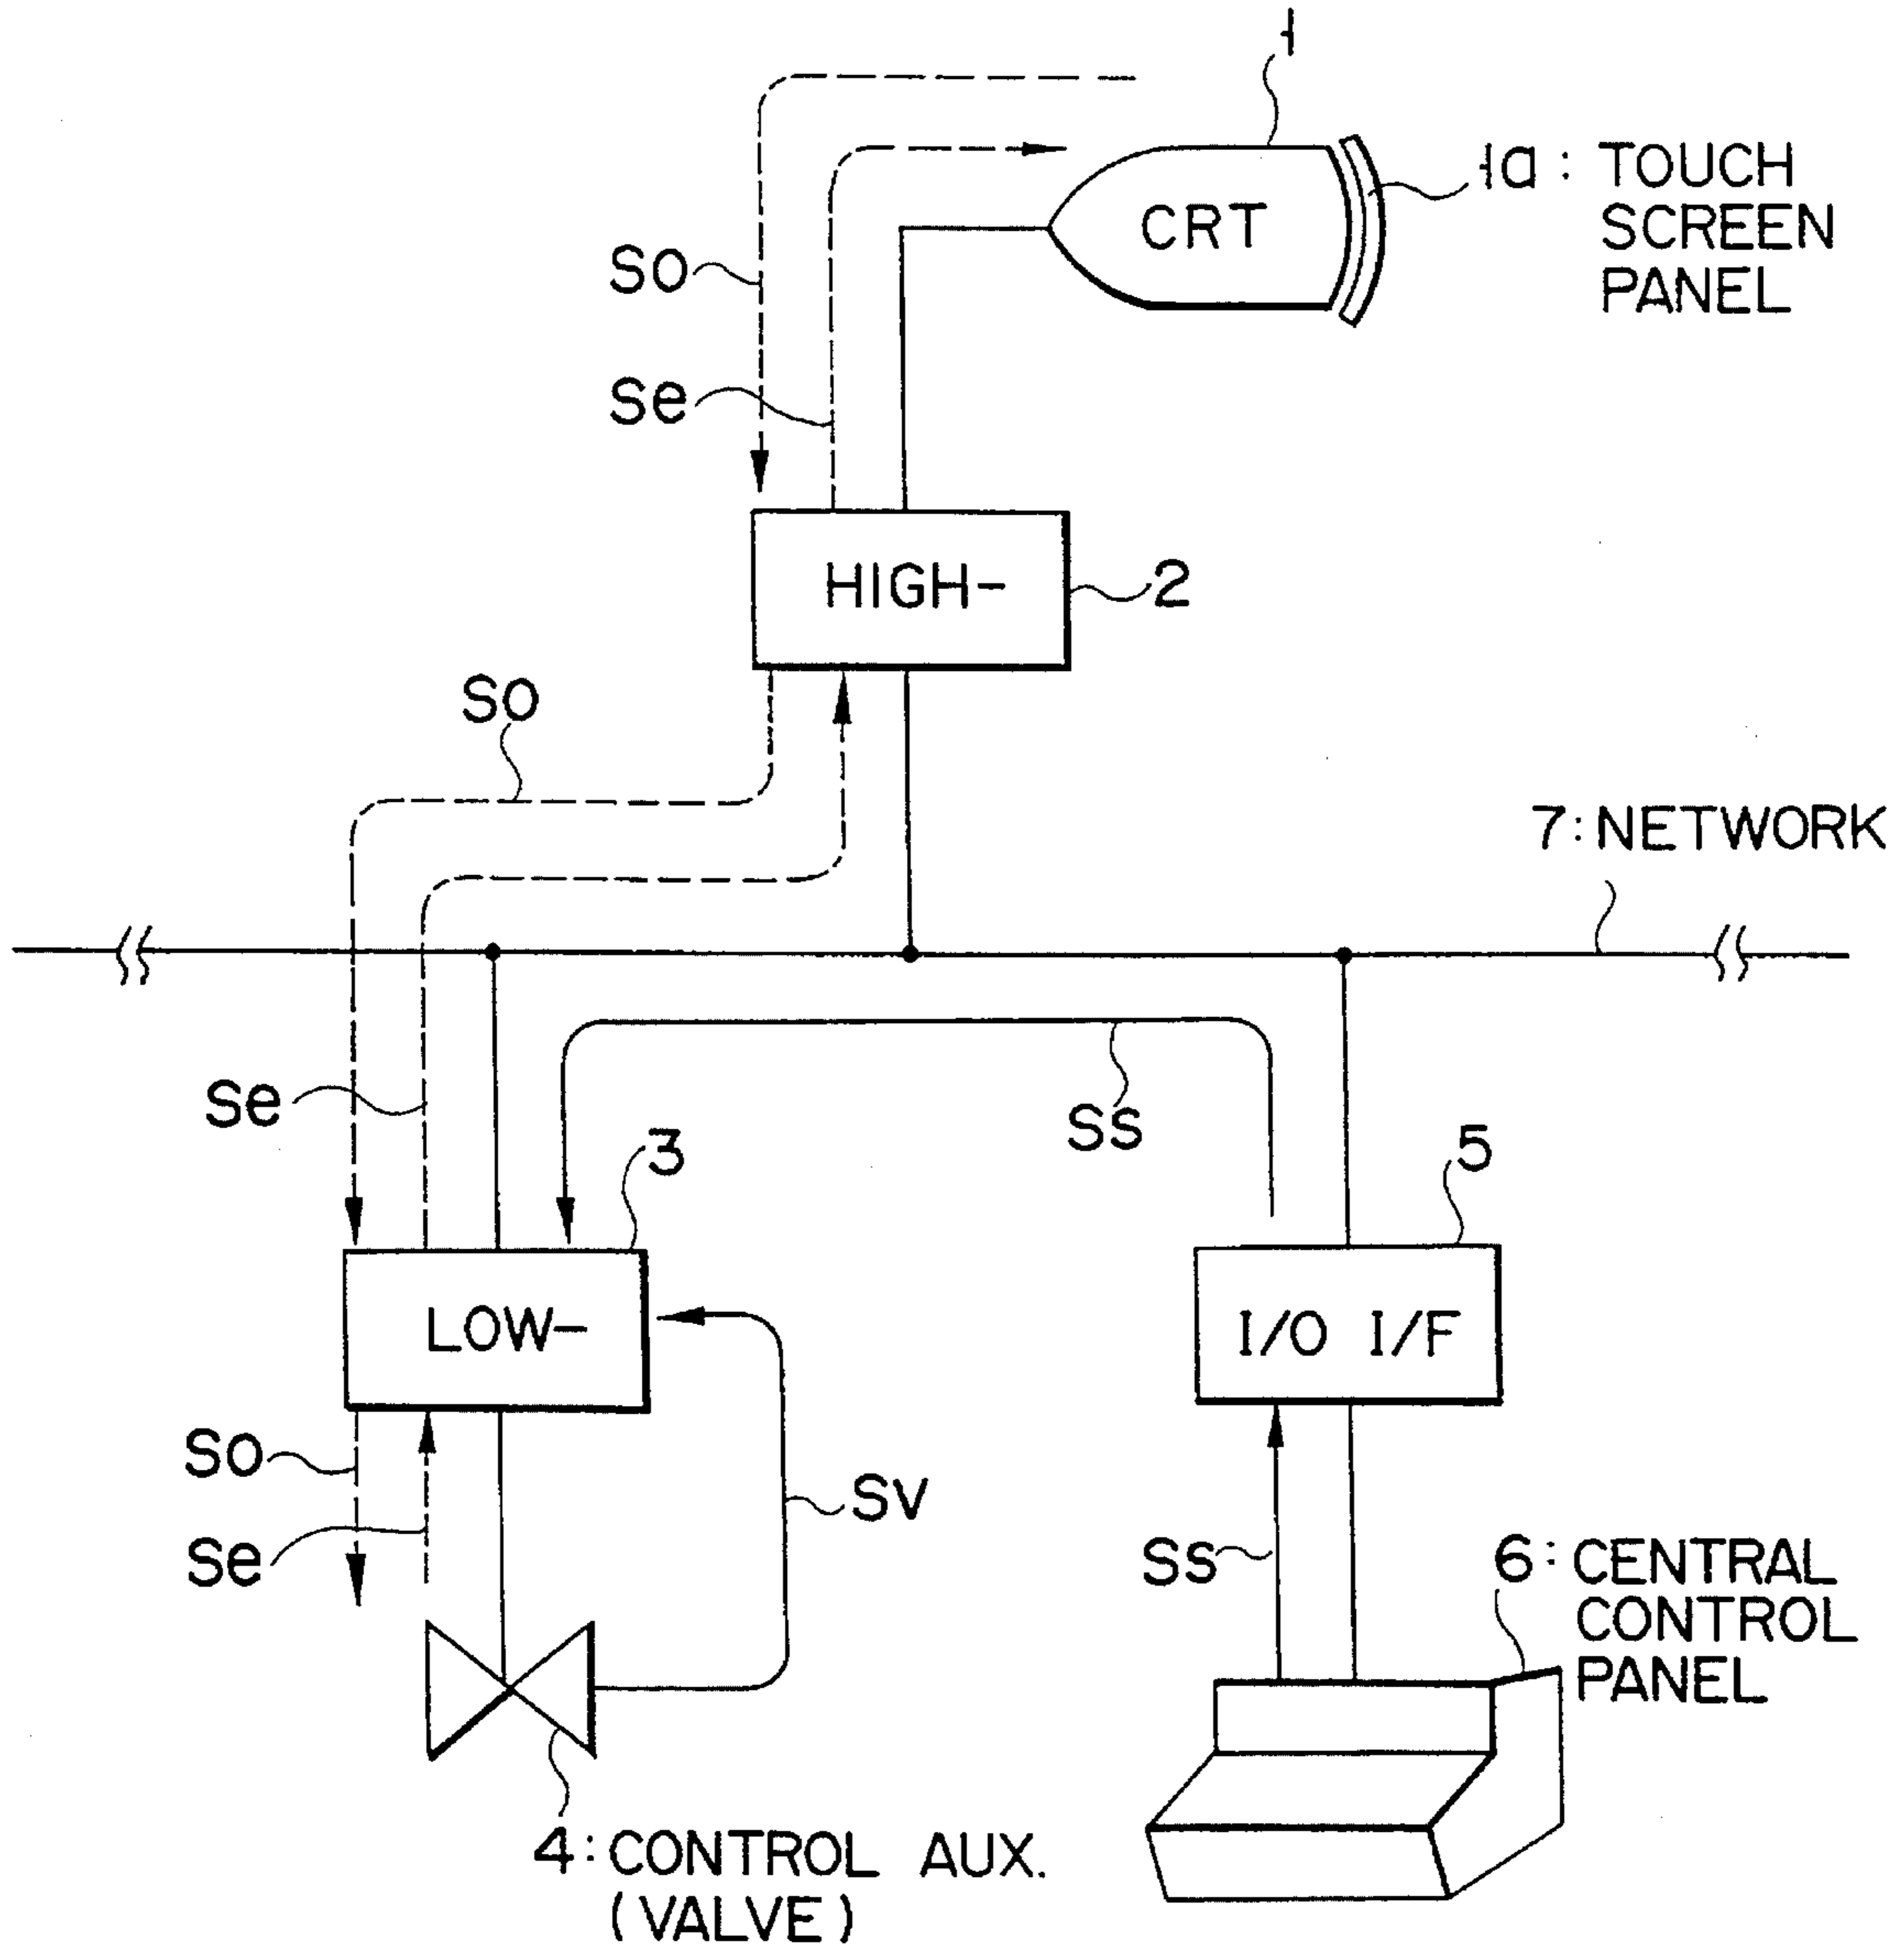 1
1a : TOUCH
SCREEN
PANEL
CRT
So
Se
HIGH-
2
So
7: NETWORK
Se
Ss
3
5
LOW-
I/O I/F
So
Sv
Se
Ss
6: CENTRAL
CONTROL
PANEL
4: CONTROL AUX.
(VALVE)